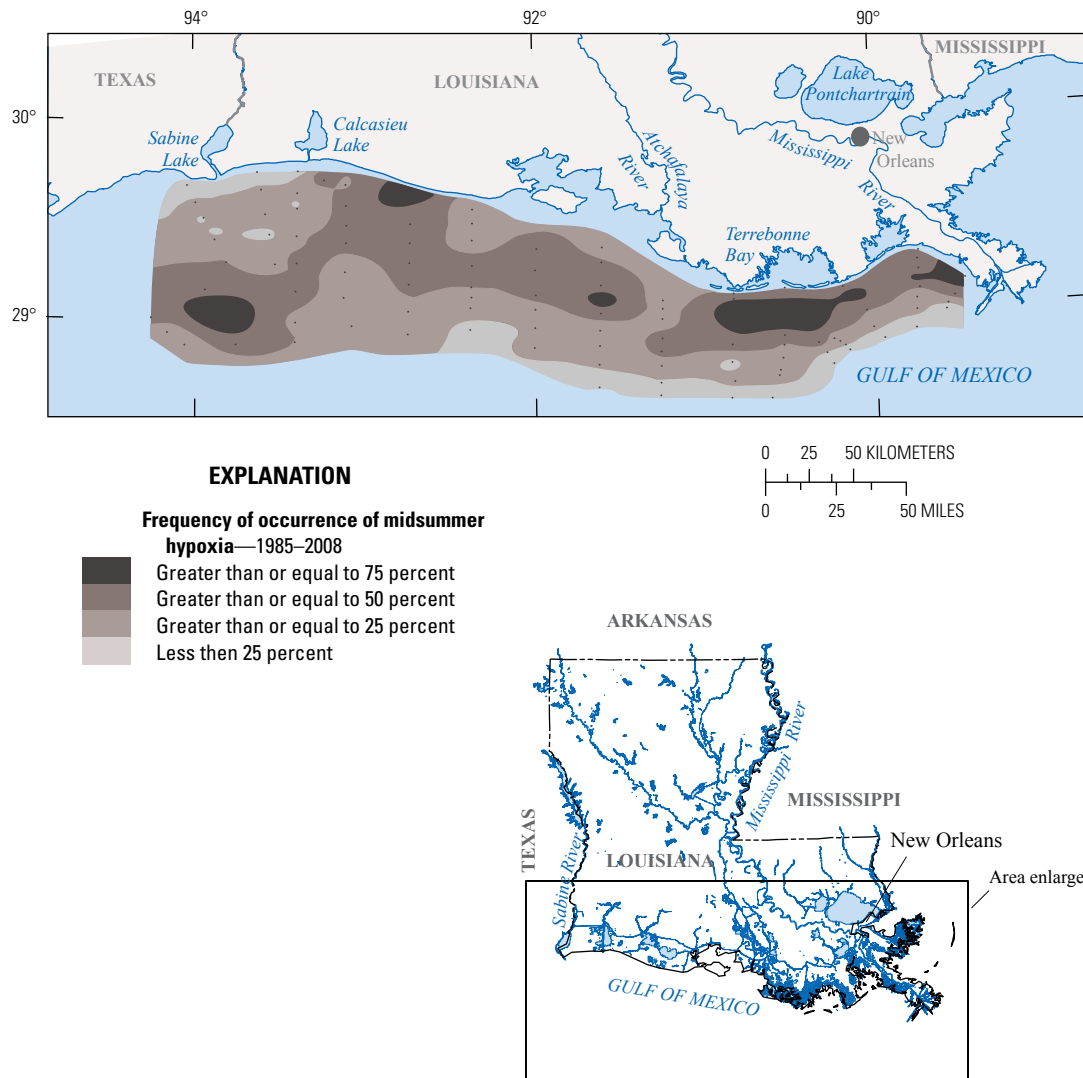 94°
92°
90°
TEXAS
LOUISIANA
MISSISSIPPI
Lake
Pontchartrain
30°
Sabine
Lake
Calcasieu
Lake
Atchafalaya
River
Mississippi
River
New
Orleans
Terrebonne
Bay
29°
GULF OF MEXICO
0 25 50 KILOMETERS
0 25 50 MILES
EXPLANATION
Frequency of occurrence of midsummer
hypoxia—1985–2008
Greater than or equal to 75 percent
Greater than or equal to 50 percent
Greater than or equal to 25 percent
Less then 25 percent
ARKANSAS
Mississippi River
MISSISSIPPI
TEXAS
LOUISIANA
New Orleans
Sabine River
Area enlarge
GULF OF MEXICO